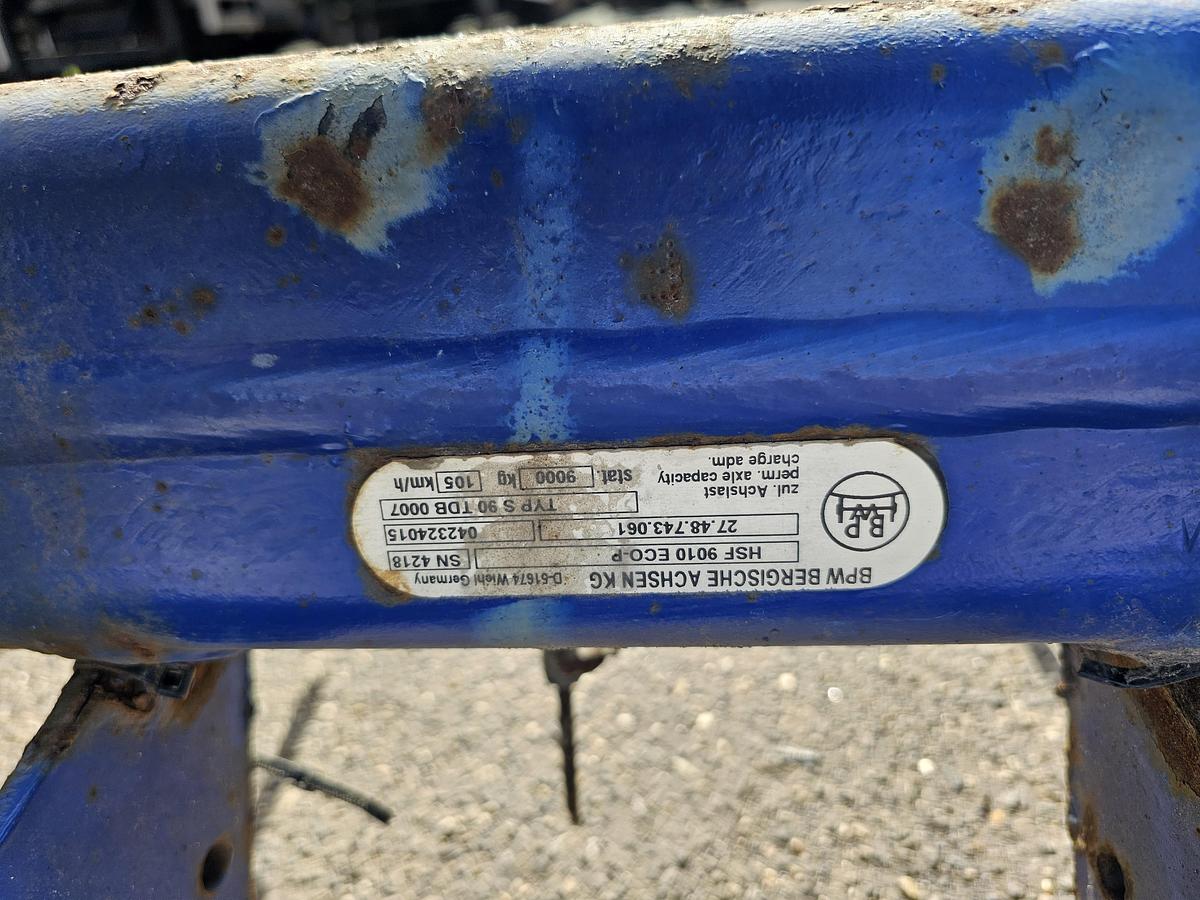 BPW
BPW BERGISCHE ACHSEN KG D-51674 Wiehl Germany
HSF 9010 ECO-P SN 4218
27.48.743.061 042324015
TYP S 90 TDB 0007
zul. Achslast
perm. axle capacity stat. 9000 kg 105 km/h
charge adm.